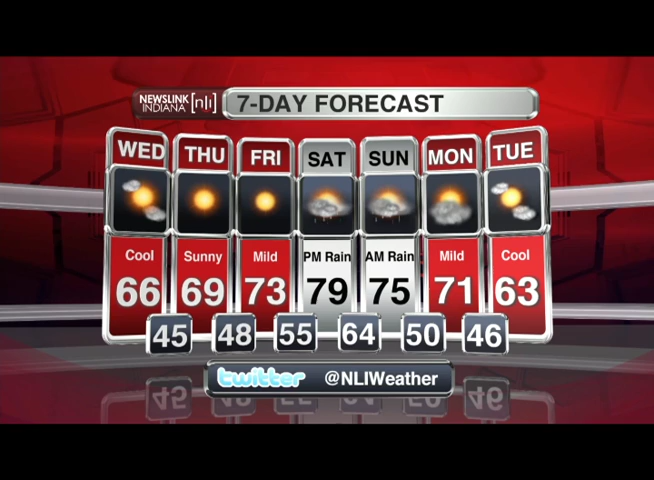 NEWSLINK
INDIANA [nli]
7-DAY FORECAST
WED THU FRI SAT SUN MON TUE
Cool Sunny Mild PM Rain AM Rain Mild Cool
66 69 73 79 75 71 63
45 48 55 64 50 46
twitter @NLIWeather